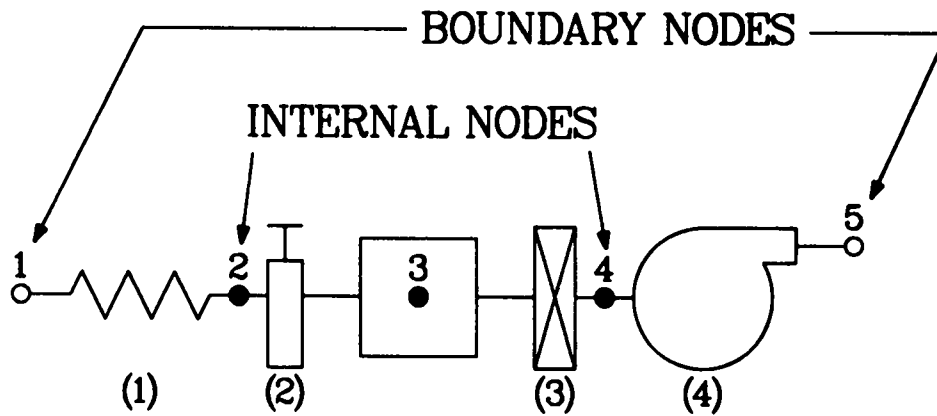 BOUNDARY NODES
INTERNAL NODES
1 2 3 4 5
(1) (2) (3) (4)